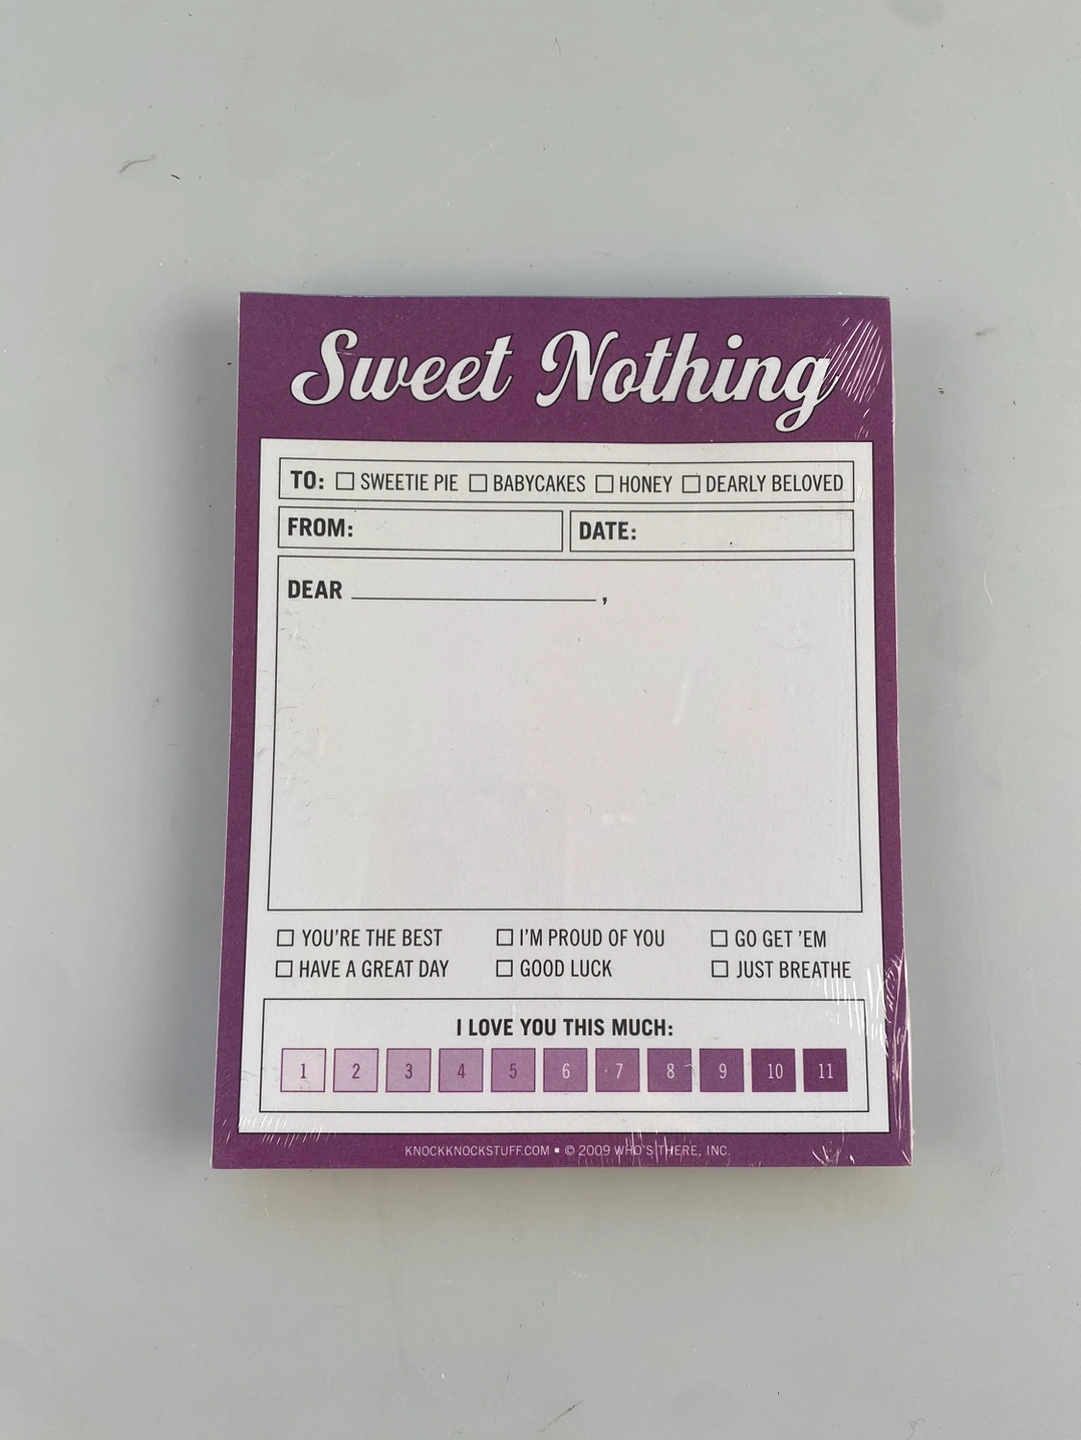 Sweet Nothing
TO: ☐ SWEETIE PIE ☐ BABYCAKES ☐ HONEY ☐ DEARLY BELOVED
FROM: DATE:
DEAR ____________________,
☐ YOU'RE THE BEST ☐ I'M PROUD OF YOU ☐ GO GET 'EM
☐ HAVE A GREAT DAY ☐ GOOD LUCK ☐ JUST BREATHE
I LOVE YOU THIS MUCH:
1 2 3 4 5 6 7 8 9 10 11
KNOCKKNOCKSTUFF.COM ▪ © 2009 WHO'S THERE, INC.